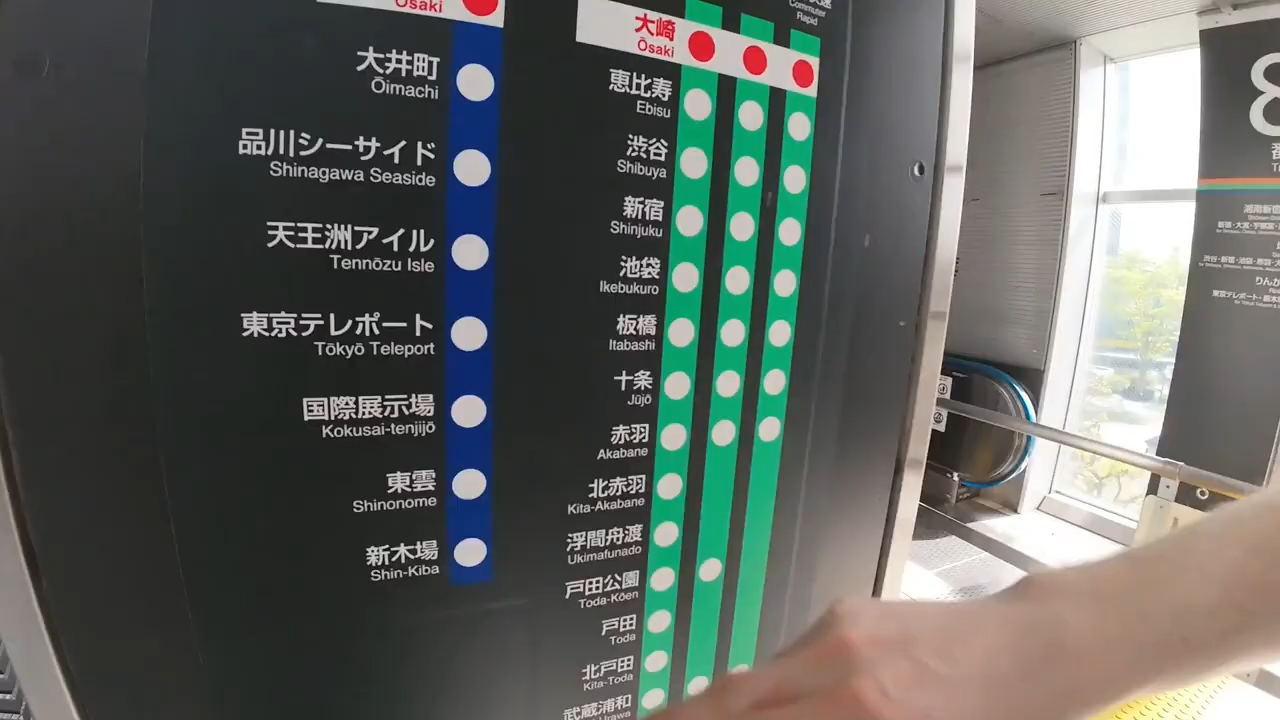 Osaki
大井町
Ōimachi
品川シーサイド
Shinagawa Seaside
天王洲アイル
Tennōzu Isle
東京テレポート
Tōkyō Teleport
国際展示場
Kokusai-tenjijō
東雲
Shinonome
新木場
Shin-Kiba
Commuter
Rapid
大崎
Ōsaki
恵比寿
Ebisu
渋谷
Shibuya
新宿
Shinjuku
池袋
Ikebukuro
板橋
Itabashi
十条
Jūjō
赤羽
Akabane
北赤羽
Kita-Akabane
浮間舟渡
Ukimafunado
戸田公園
Toda-Kōen
戸田
Toda
北戸田
Kita-Toda
武蔵浦和
8